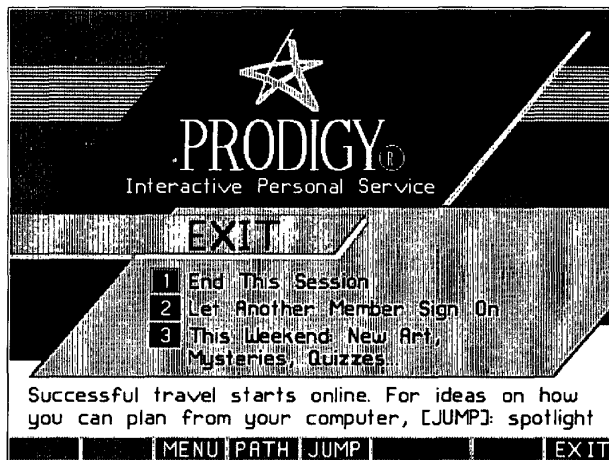 PRODIGY®
Interactive Personal Service
EXIT
1 End This Session
2 Let Another Member Sign On
3 This Weekend: New Art,
Mysteries, Quizzes
Successful travel starts online. For ideas on how
you can plan from your computer, [JUMP]: spotlight
MENU PATH JUMP EXIT